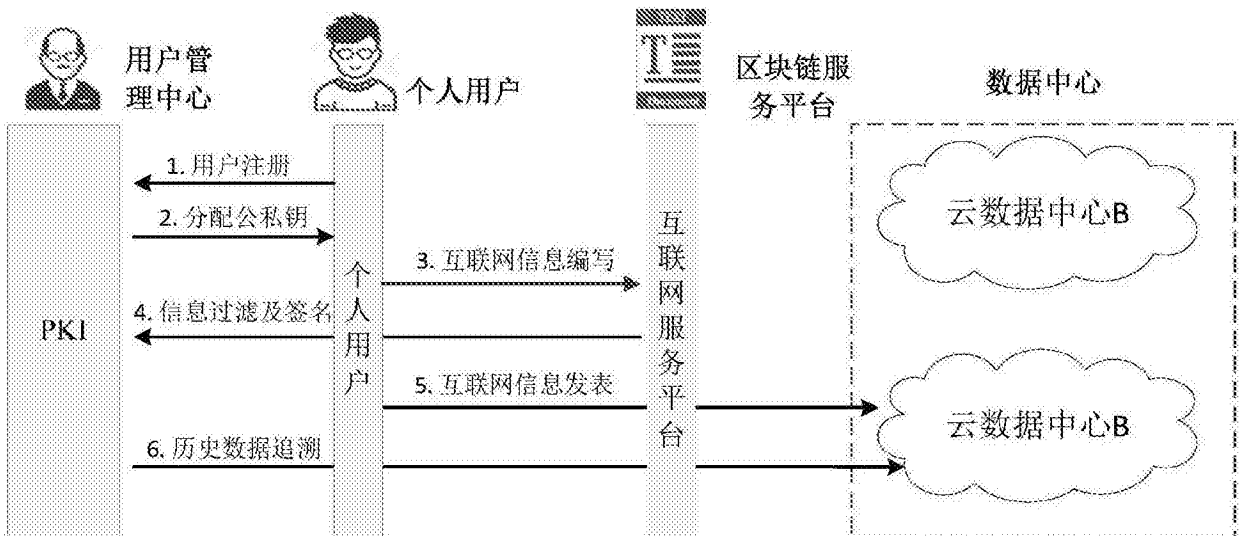 用户管
理中心
个人用户
T
区块链服
务平台
数据中心
1. 用户注册
2. 分配公私钥
3. 互联网信息编写
4. 信息过滤及签名
5. 互联网信息发表
6. 历史数据追溯
PKI
个人用户
互联网服务平台
云数据中心B
云数据中心B